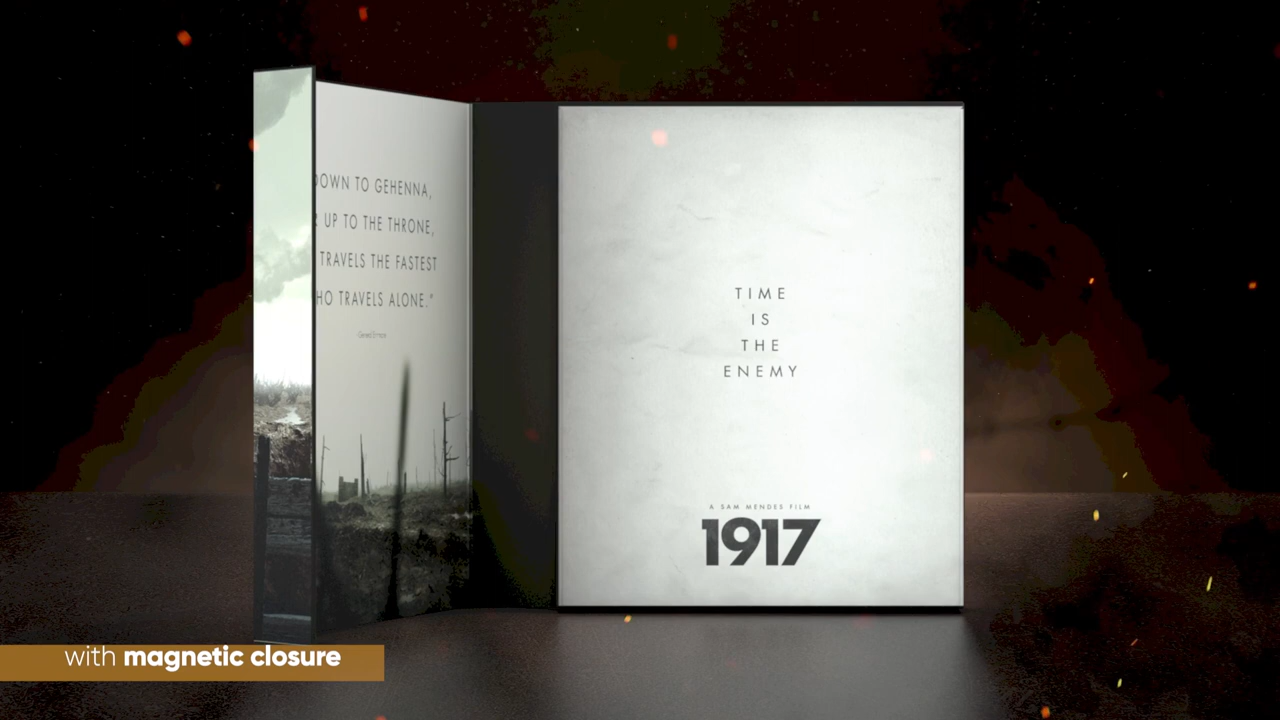 DOWN TO GEHENNA,
UP TO THE THRONE,
TRAVELS THE FASTEST
HO TRAVELS ALONE."
TIME
IS
THE
ENEMY
A SAM MENDES FILM
1917
with magnetic closure